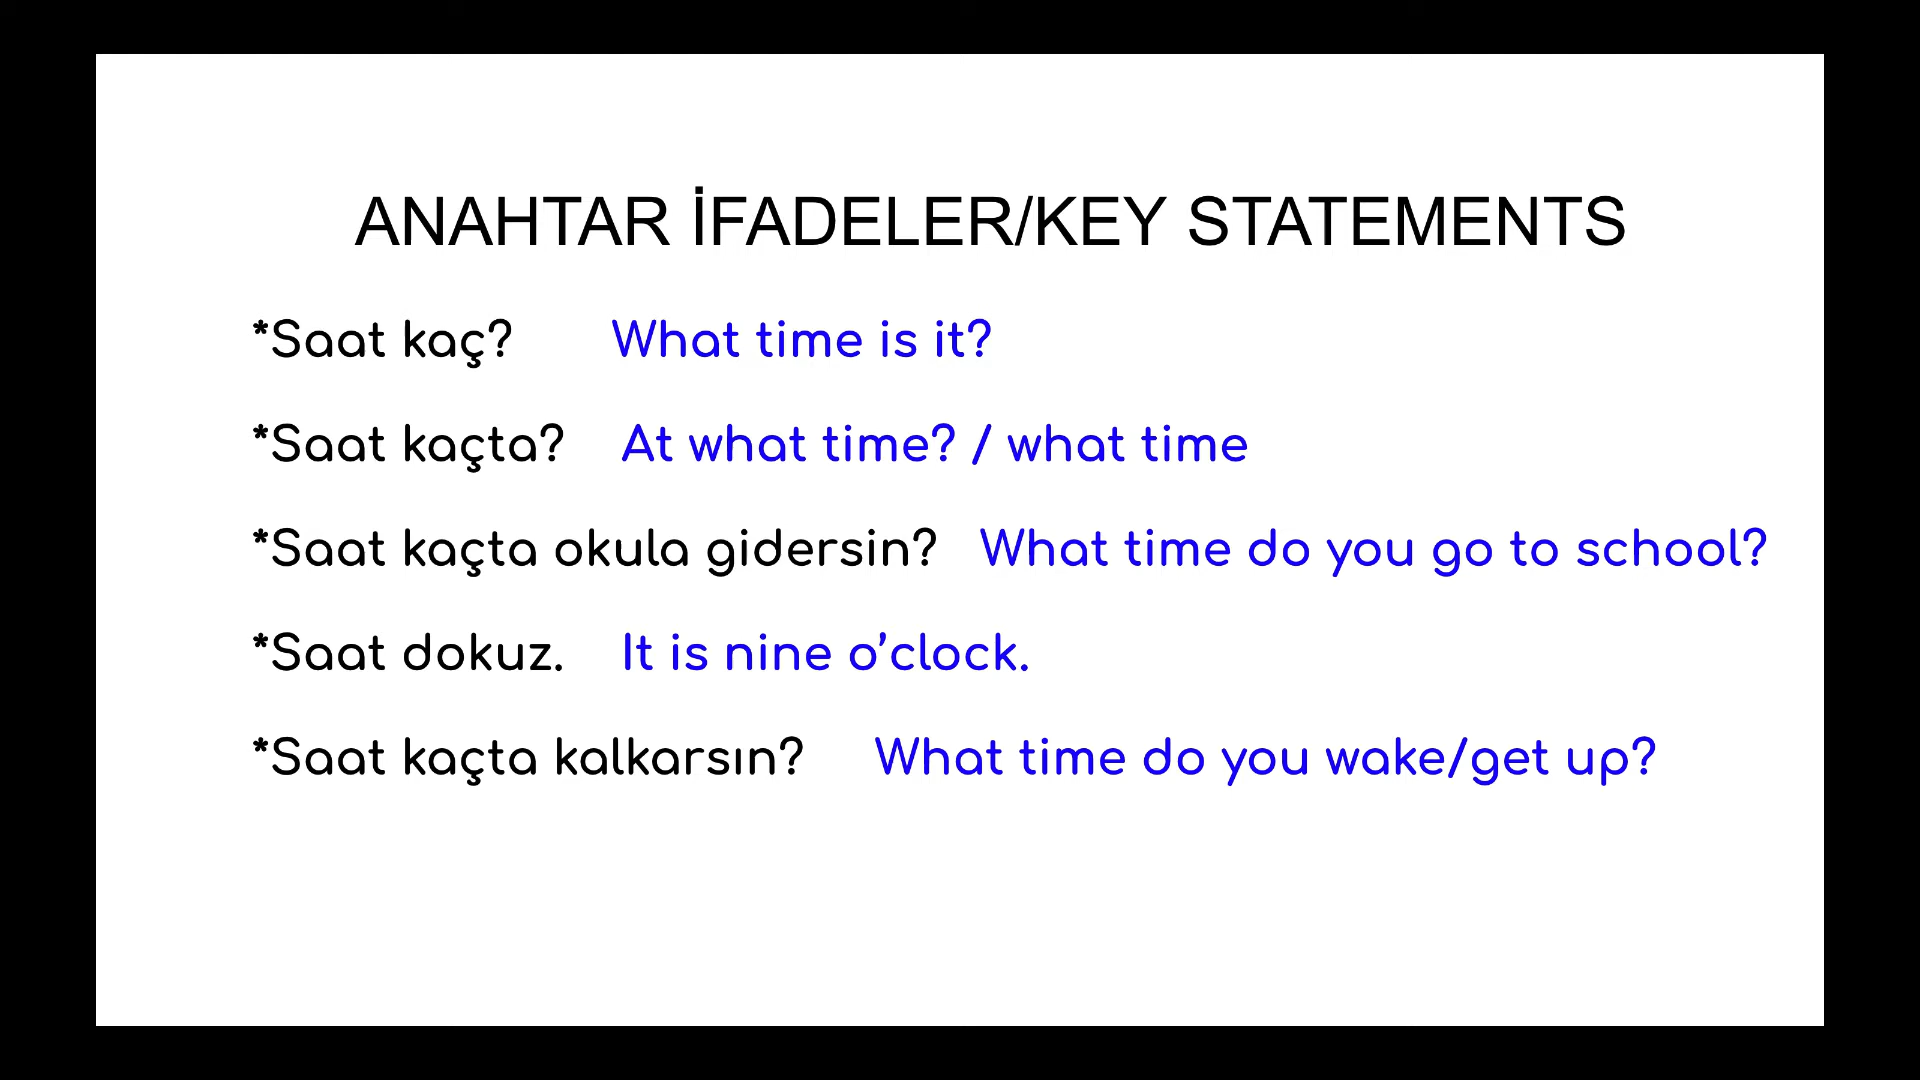 ANAHTAR İFADELER/KEY STATEMENTS
*Saat kaç? What time is it?
*Saat kaçta? At what time? / what time
*Saat kaçta okula gidersin? What time do you go to school?
*Saat dokuz. It is nine o’clock.
*Saat kaçta kalkarsın? What time do you wake/get up?